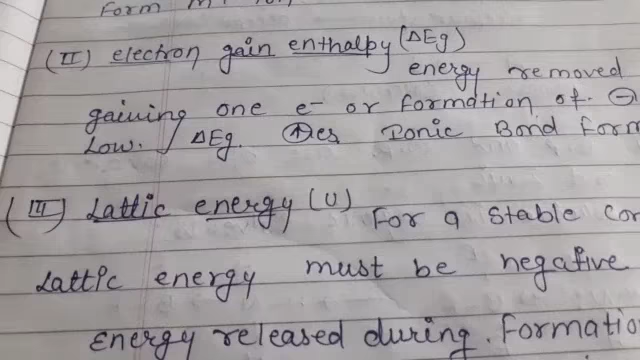 form M
(II) electron gain enthalpy (ΔEg)
energy removed
gaining one e- or formation of. ⊖
Low. ΔEg. ⊕es Ionic Bond form
(III) Lattic energy (U) For a stable Com
Lattic energy must be negative
Energy released during. Formation